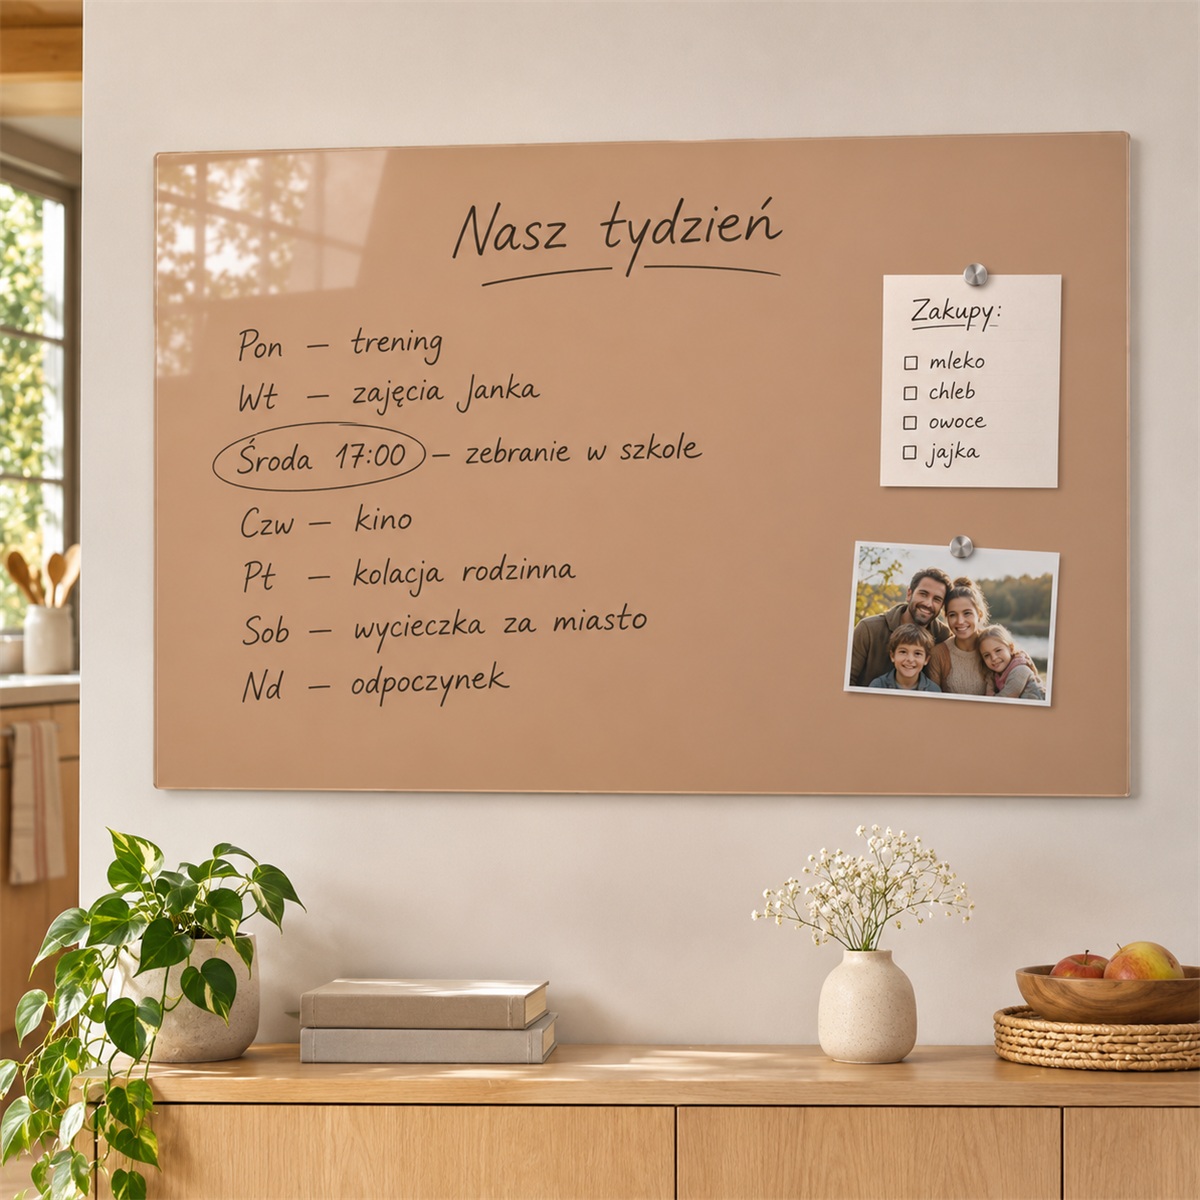 Nasz tydzień
Pon – trening
Wt – zajęcia Janka
Środa 17:00 – zebranie w szkole
Czw – kino
Pt – kolacja rodzinna
Sob – wycieczka za miasto
Nd – odpoczynek
Zakupy:
☐ mleko
☐ chleb
☐ owoce
☐ jajka